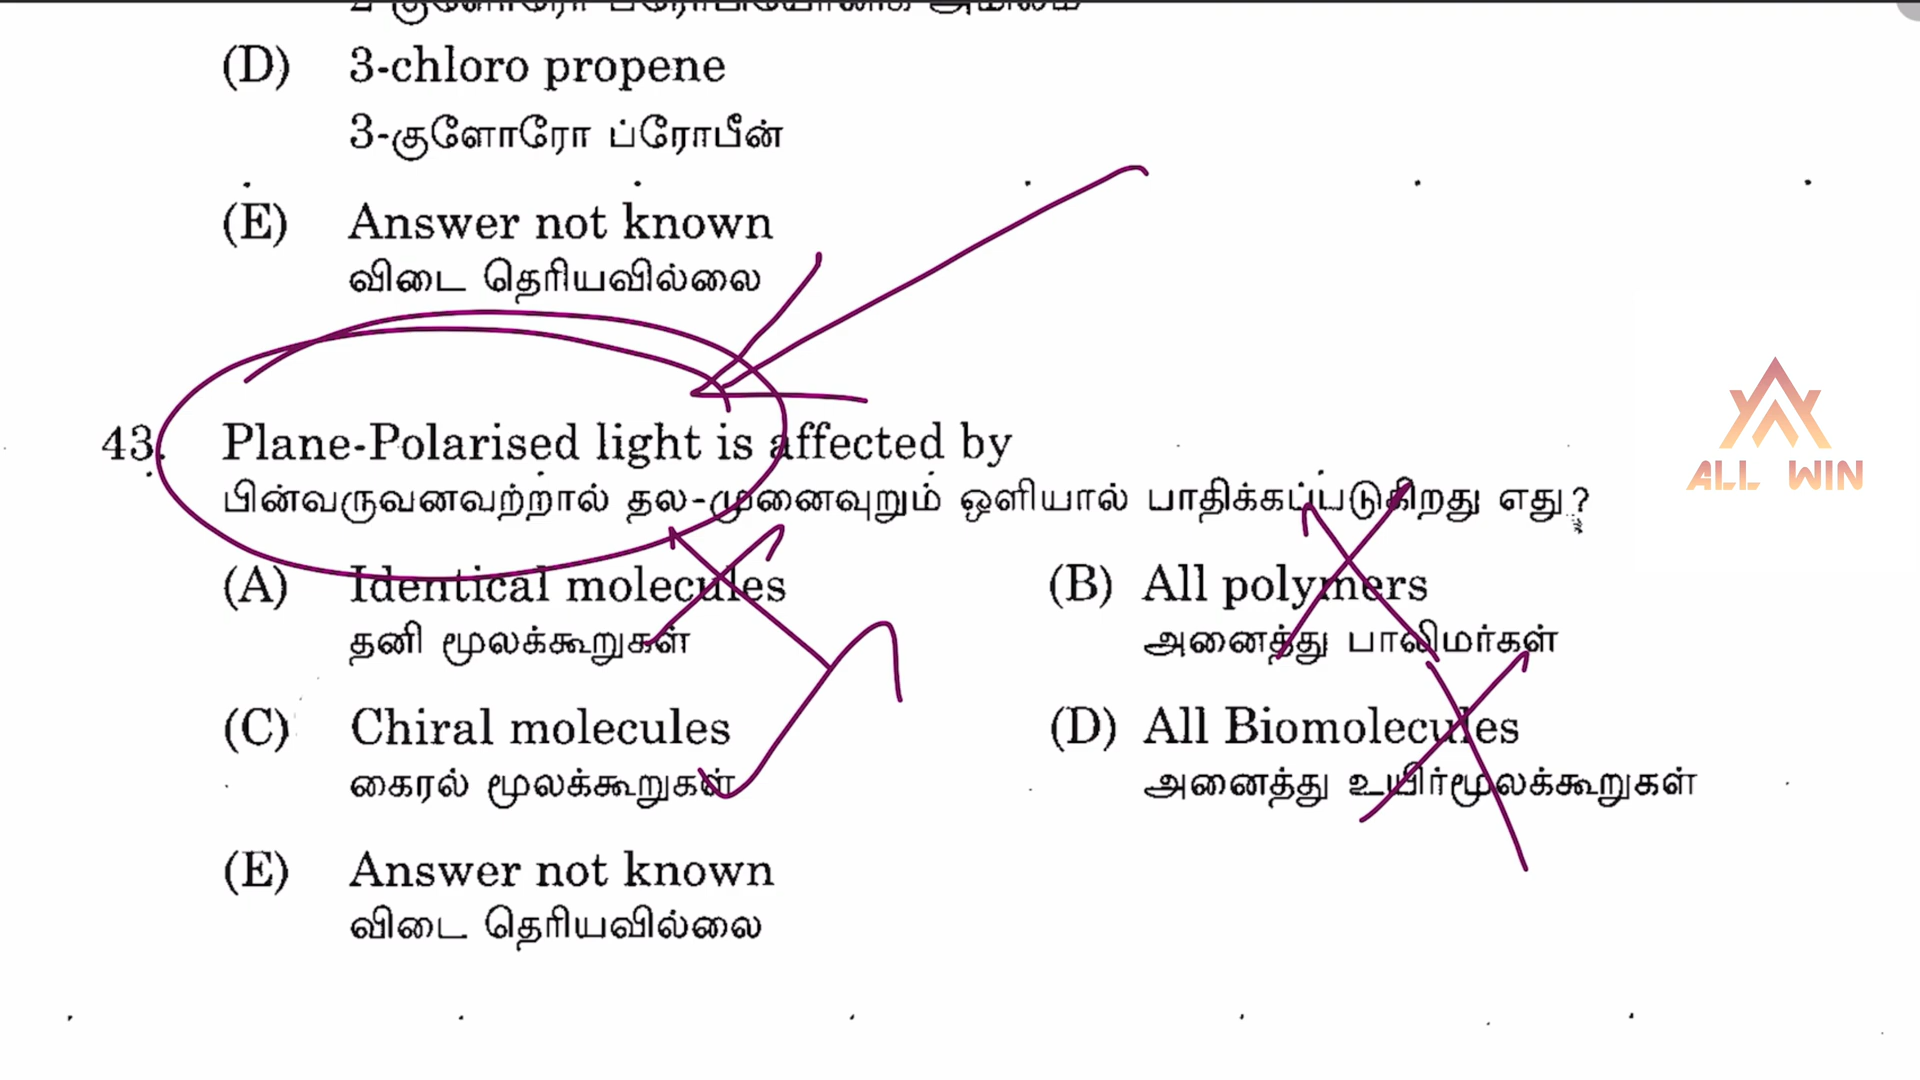 (D) 3-chloro propene
3-குளோரோ ப்ரோபீன்
(E) Answer not known
விடை தெரியவில்லை
43. Plane-Polarised light is affected by
பின்வருவனவற்றால் தல-முனைவுறும் ஒளியால் பாதிக்கப்படுகிறது எது?
(A) Identical molecules
தனி மூலக்கூறுகள்
(B) All polymers
அனைத்து பாலிமர்கள்
(C) Chiral molecules
கைரல் மூலக்கூறுகள்
(D) All Biomolecules
அனைத்து உயிர்மூலக்கூறுகள்
(E) Answer not known
விடை தெரியவில்லை
ALL WIN